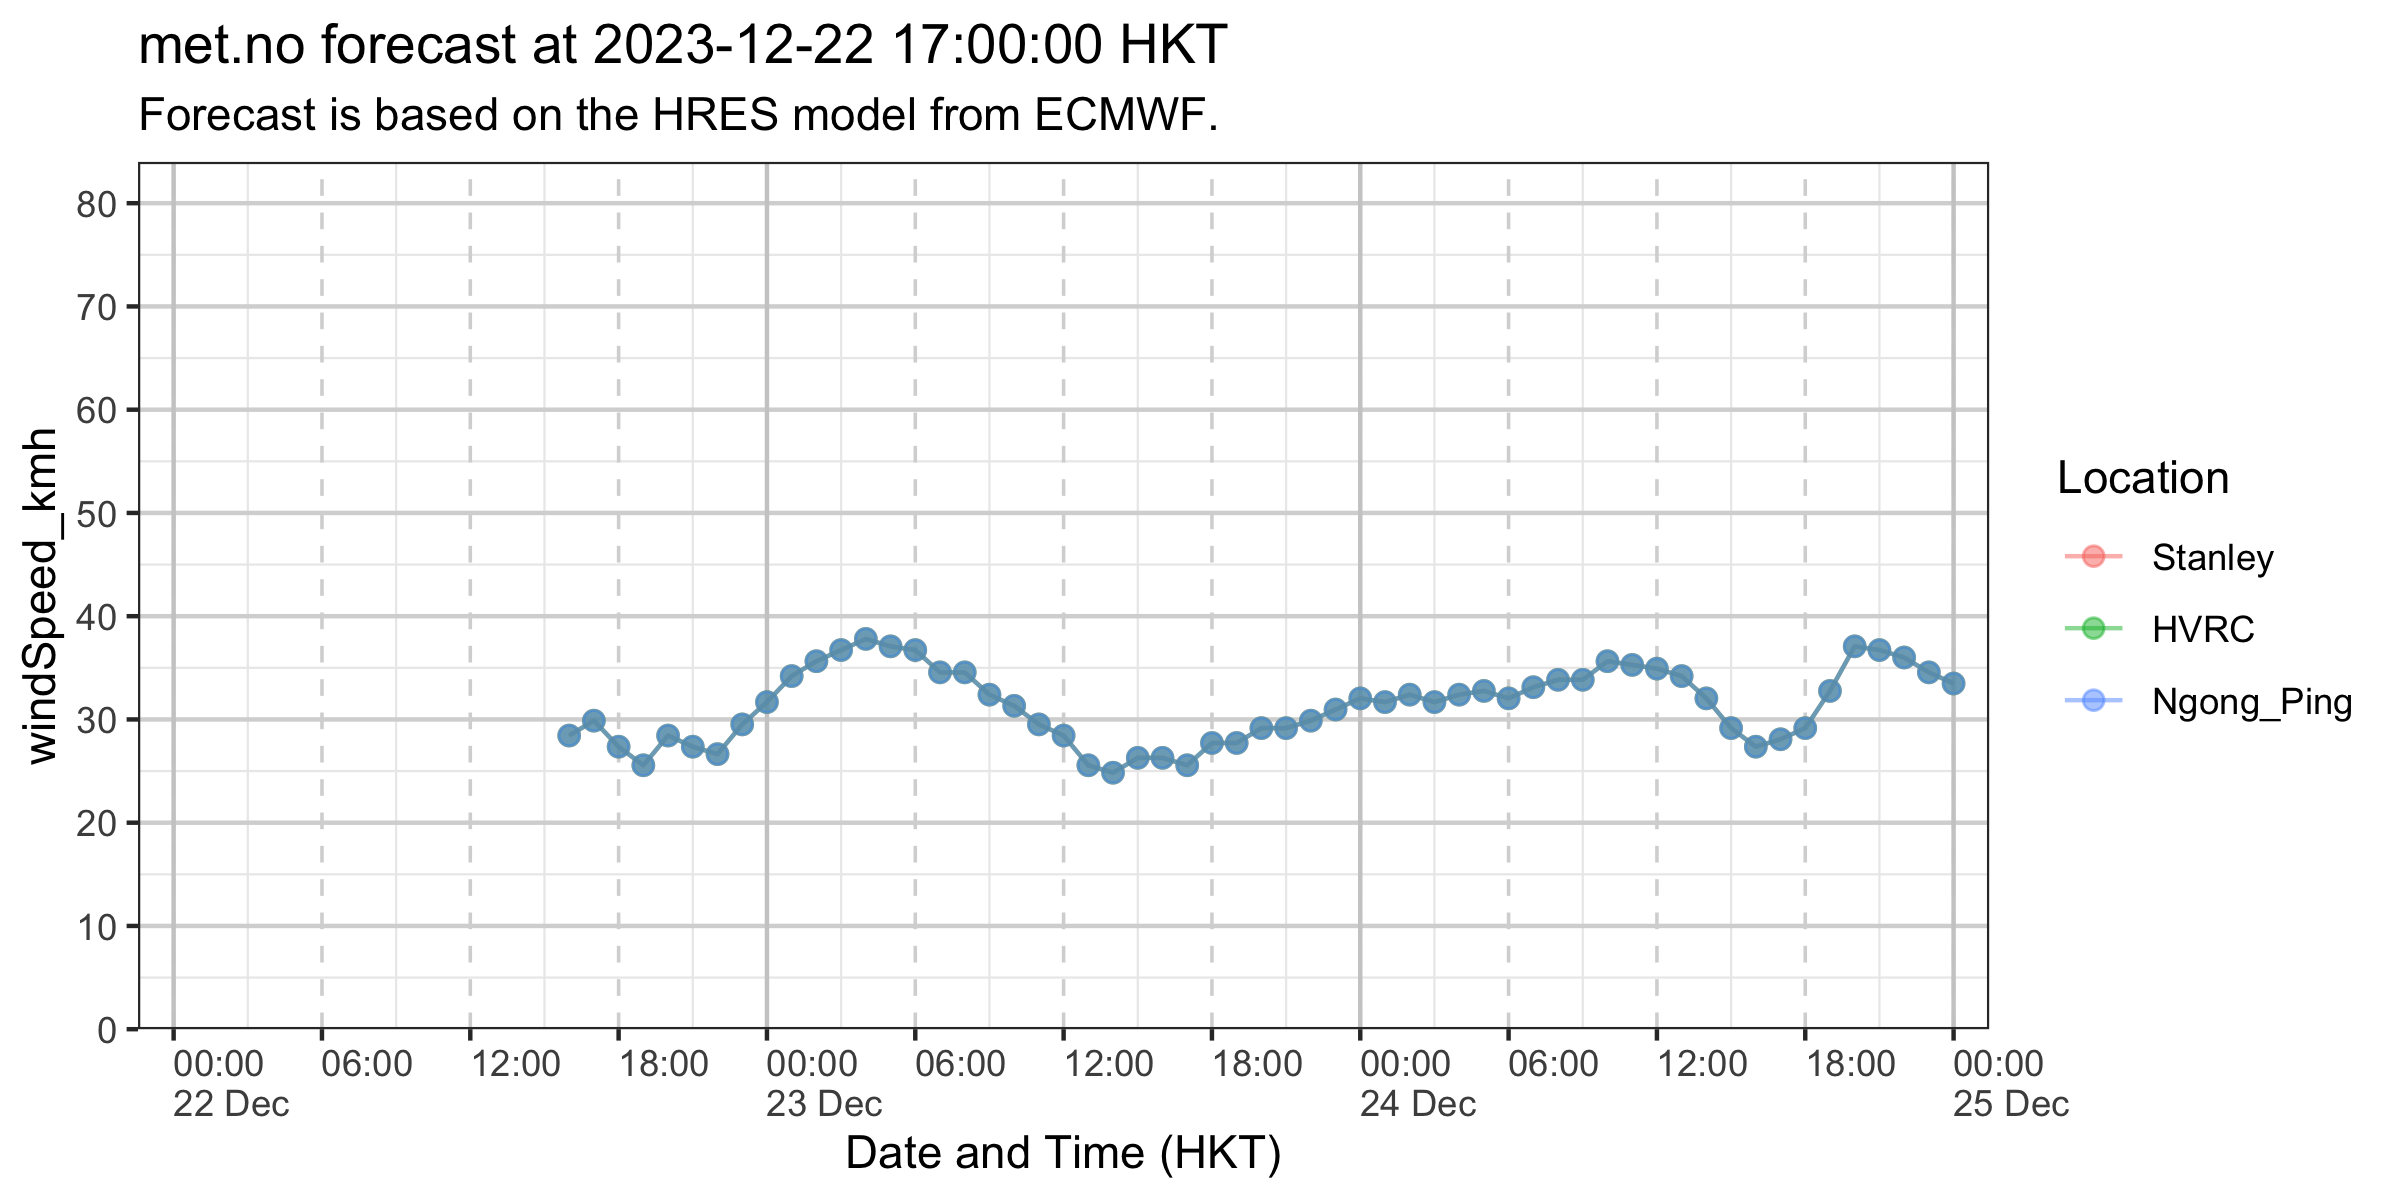 met.no forecast at 2023-12-22 17:00:00 HKT
Forecast is based on the HRES model from ECMWF.
windSpeed_kmh
80
70
60
50
40
30
20
10
0
00:00 06:00 12:00 18:00 00:00 06:00 12:00 18:00 00:00 06:00 12:00 18:00 00:00
22 Dec 23 Dec 24 Dec 25 Dec
Date and Time (HKT)
Location
Stanley
HVRC
Ngong_Ping